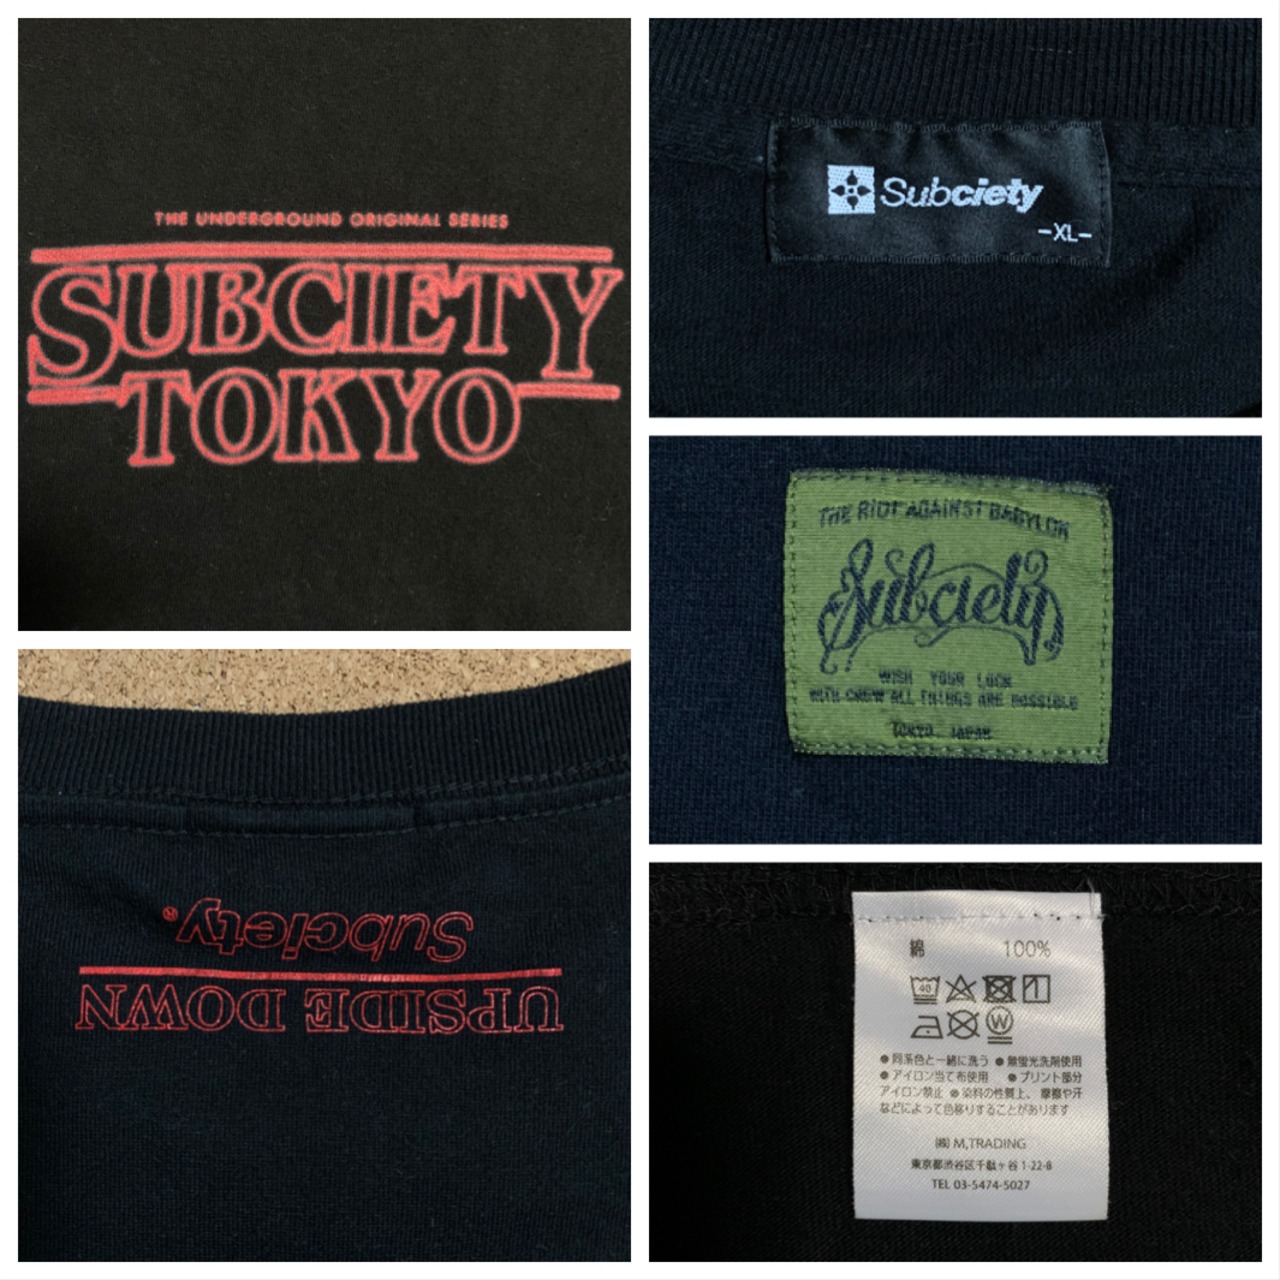 THE UNDERGROUND ORIGINAL SERIES
SUBCIETY
TOKYO
Subciety
-XL-
THE RIOT AGAINST BABYLON
Subciety
WISH YOUR LUCK
WITH CREW ALL THINGS ARE POSSIBLE
TOKYO. JAPAN
Subciety®
UPSIDE DOWN
綿 100%
40
W
●同系色と一緒に洗う ●無蛍光洗剤使用
●アイロン当て布使用 ●プリント部分
アイロン禁止 ●染料の性質上、摩擦や汗
などによって色移りすることがあります
㈱ M,TRADING
東京都渋谷区千駄ヶ谷 1-22-8
TEL 03-5474-5027